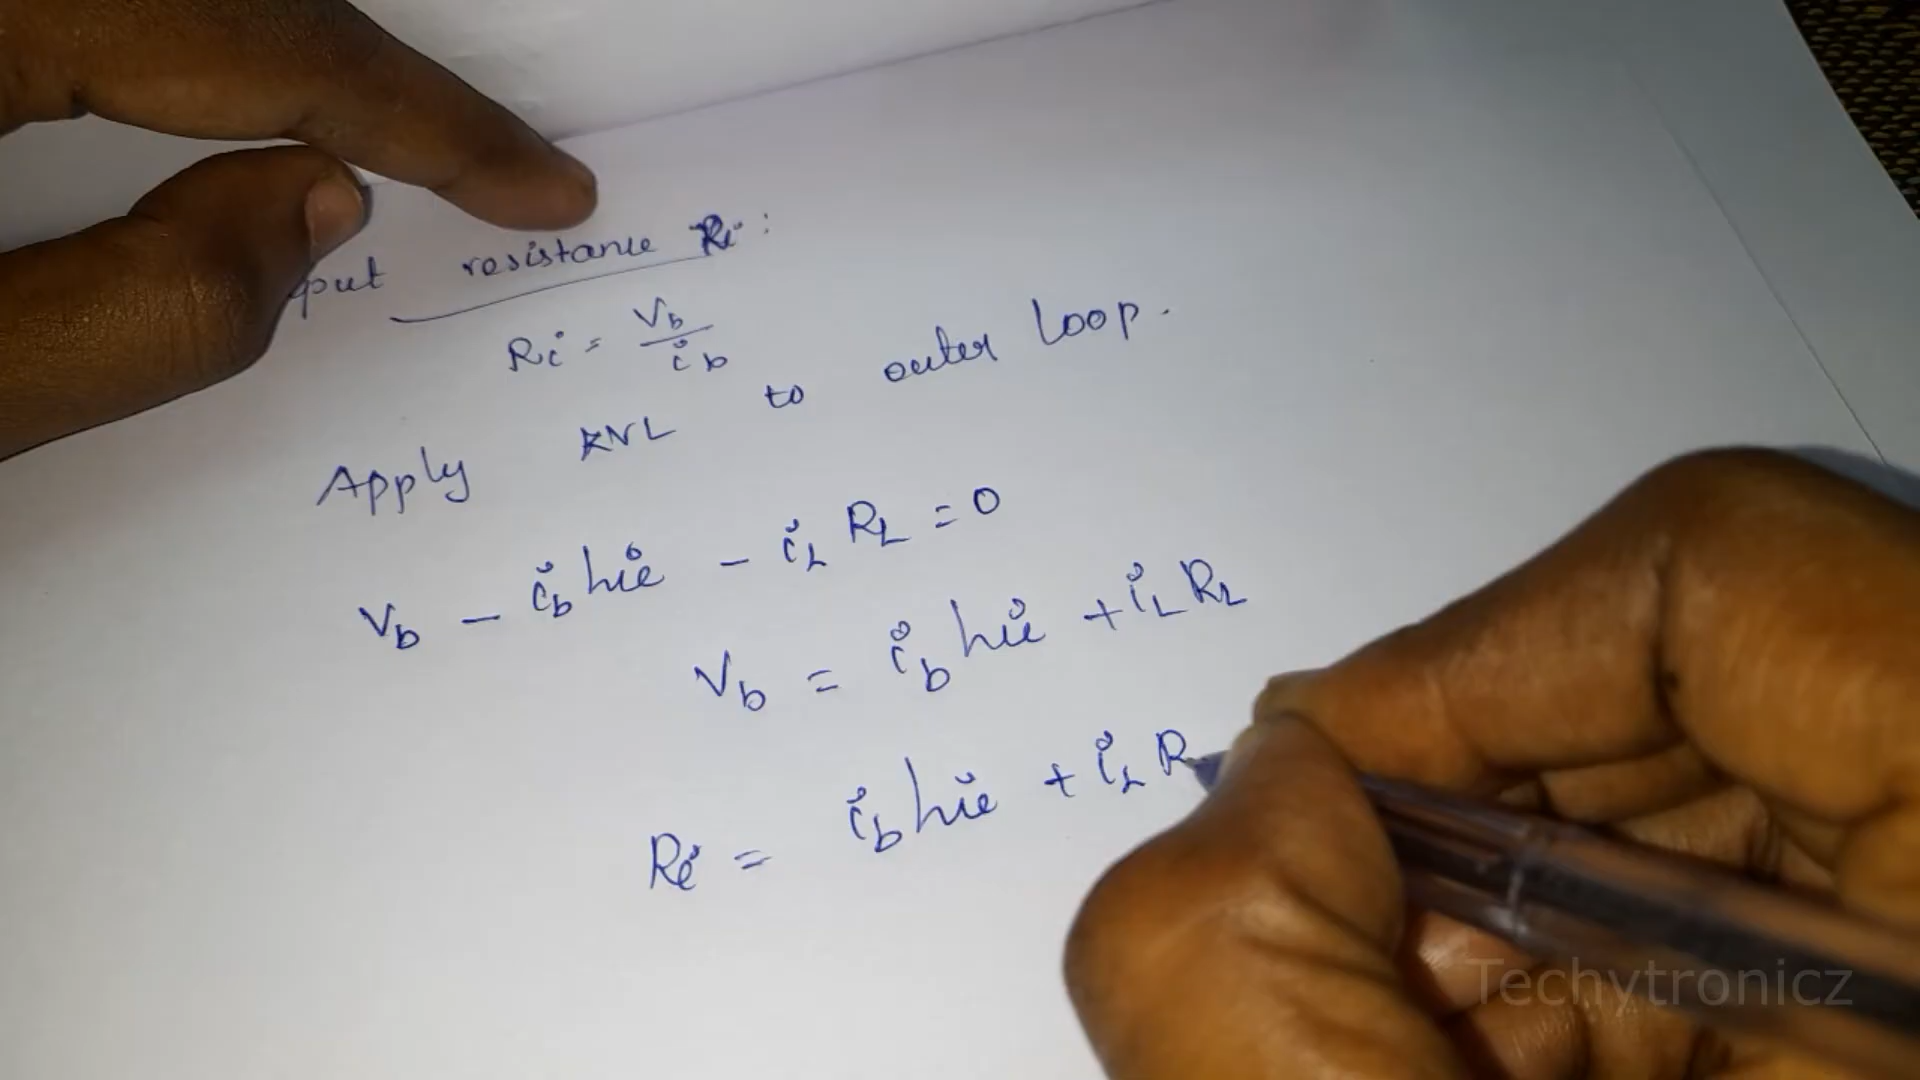 put resistance Ri :
Ri = Vb / ib
Apply KVL to outer loop.
Vb - ib hie - iL RL = 0
Vb = ib hie + iL RL
Ri = ib hie + iL R
Techytronicz